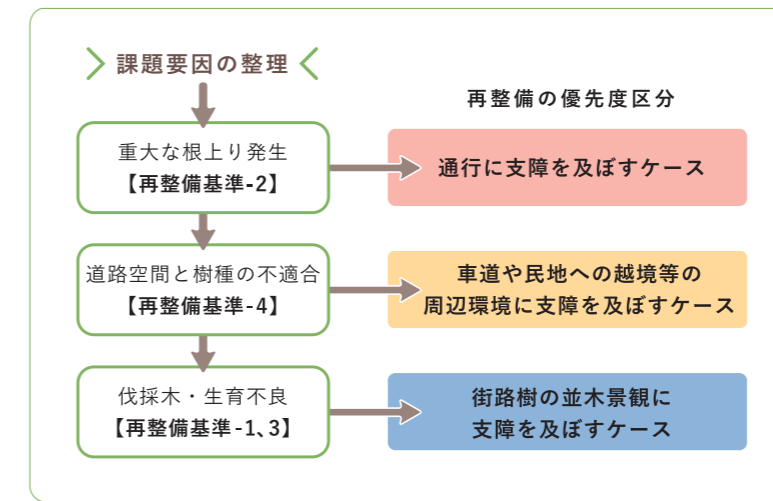 課題要因の整理
再整備の優先度区分
重大な根上り発生
【再整備基準-2】
通行に支障を及ぼすケース
道路空間と樹種の不適合
【再整備基準-4】
車道や民地への越境等の
周辺環境に支障を及ぼすケース
伐採木・生育不良
【再整備基準-1、3】
街路樹の並木景観に
支障を及ぼすケース